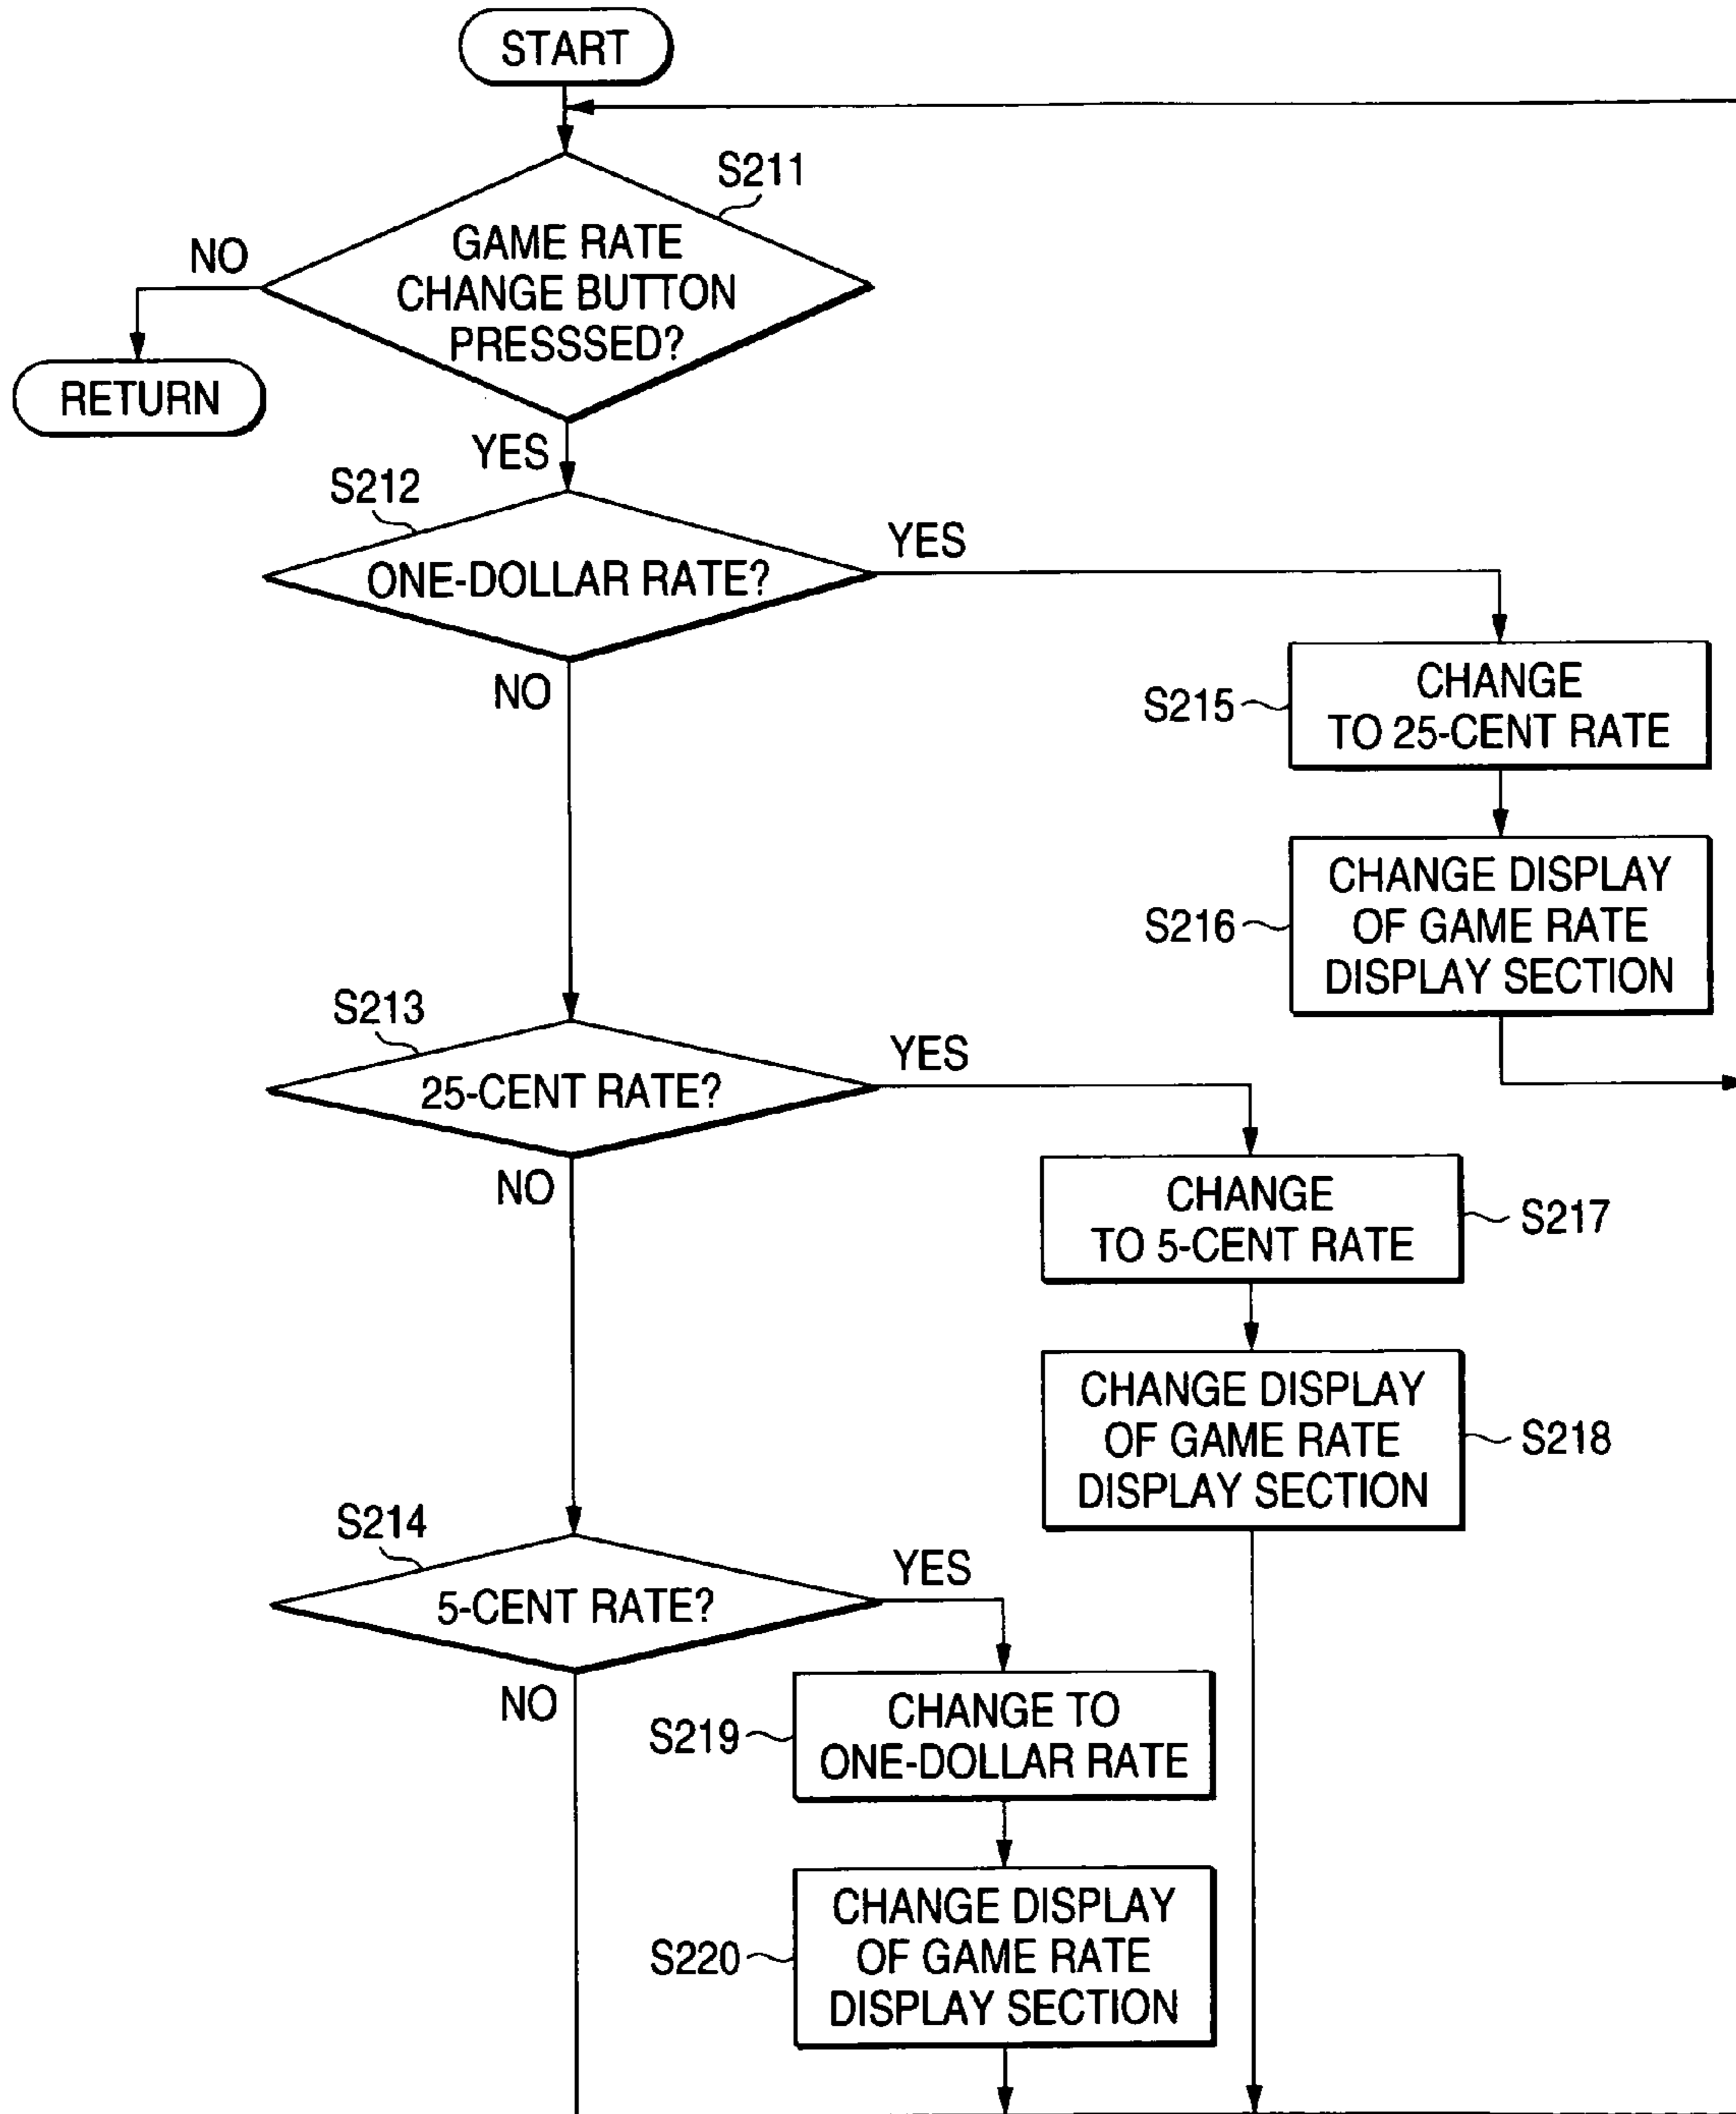 START
S211
GAME RATE
CHANGE BUTTON
PRESSSED?
NO
RETURN
YES
S212
ONE-DOLLAR RATE?
YES
NO
S215
CHANGE
TO 25-CENT RATE
S216
CHANGE DISPLAY
OF GAME RATE
DISPLAY SECTION
S213
25-CENT RATE?
YES
NO
CHANGE
TO 5-CENT RATE
S217
CHANGE DISPLAY
OF GAME RATE
DISPLAY SECTION
S218
S214
5-CENT RATE?
YES
NO
S219
CHANGE TO
ONE-DOLLAR RATE
S220
CHANGE DISPLAY
OF GAME RATE
DISPLAY SECTION